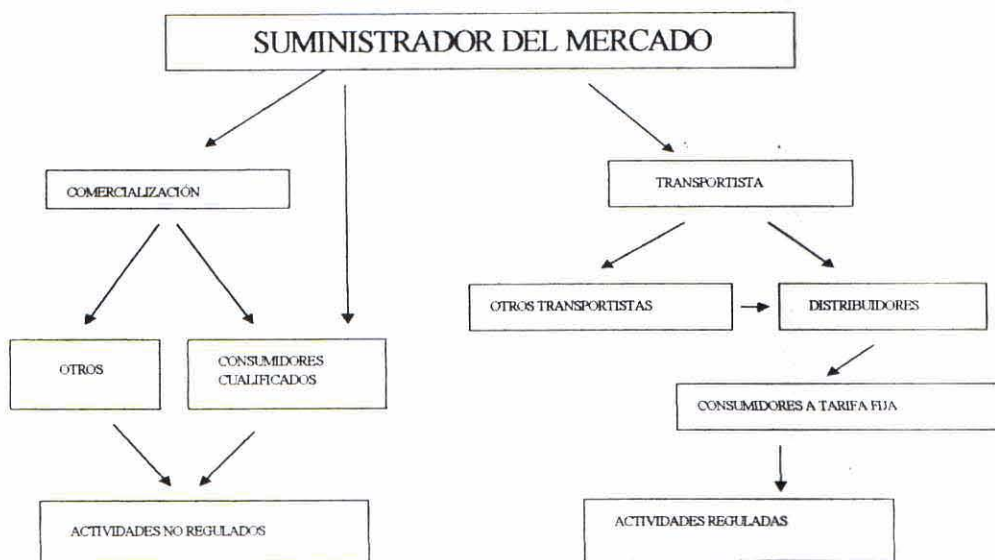 SUMINISTRADOR DEL MERCADO
COMERCIALIZACIÓN
TRANSPORTISTA
OTROS TRANSPORTISTAS
DISTRIBUIDORES
OTROS
CONSUMIDORES
CUALIFICADOS
CONSUMIDORES A TARIFA FIJA
ACTIVIDADES NO REGULADOS
ACTIVIDADES REGULADAS